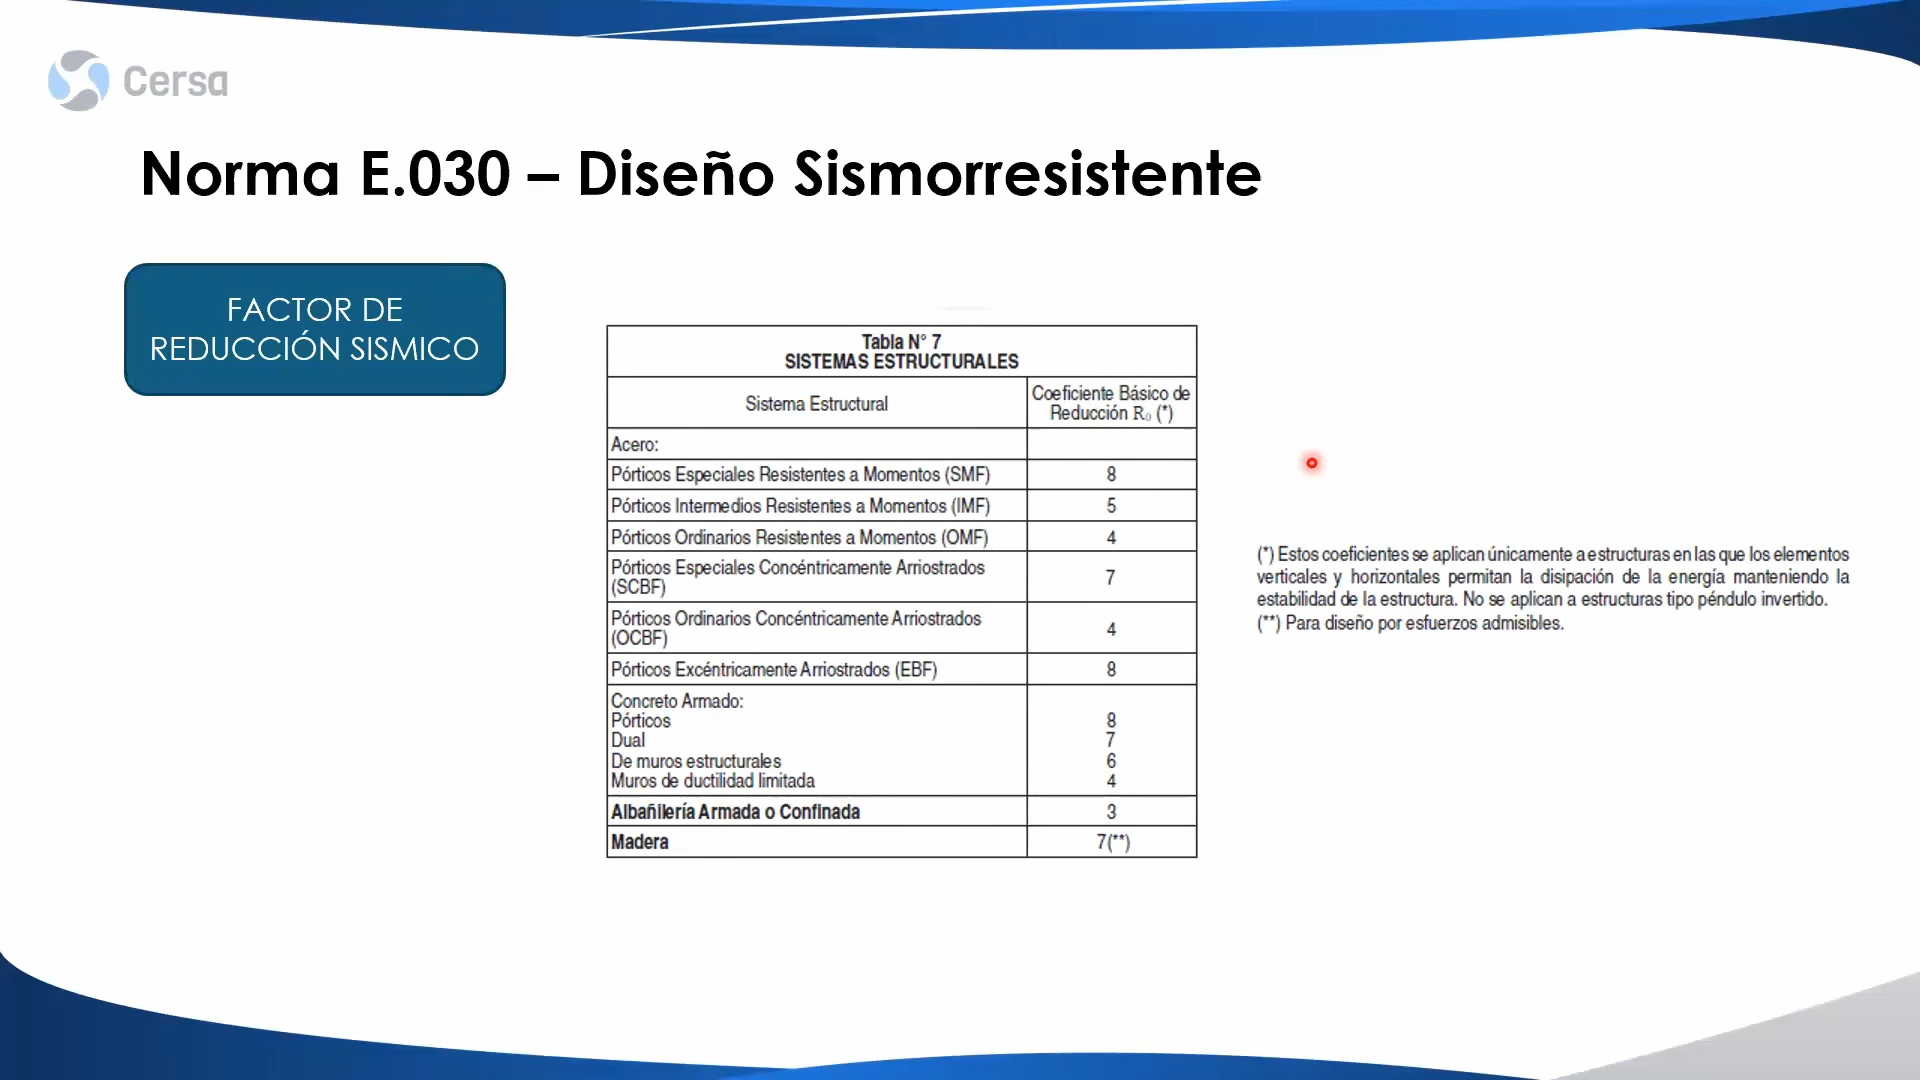 Cersa
Norma E.030 – Diseño Sismorresistente
FACTOR DE
REDUCCIÓN SISMICO
Tabla N° 7
SISTEMAS ESTRUCTURALES
Sistema Estructural
Coeficiente Básico de
Reducción R₀ (*)
Acero:
Pórticos Especiales Resistentes a Momentos (SMF) 8
Pórticos Intermedios Resistentes a Momentos (IMF) 5
Pórticos Ordinarios Resistentes a Momentos (OMF) 4
Pórticos Especiales Concéntricamente Arriostrados
(SCBF) 7
Pórticos Ordinarios Concéntricamente Arriostrados
(OCBF) 4
Pórticos Excéntricamente Arriostrados (EBF) 8
Concreto Armado:
Pórticos 8
Dual 7
De muros estructurales 6
Muros de ductilidad limitada 4
Albañilería Armada o Confinada 3
Madera 7(**)
(*) Estos coeficientes se aplican únicamente a estructuras en las que los elementos
verticales y horizontales permitan la disipación de la energía manteniendo la
estabilidad de la estructura. No se aplican a estructuras tipo péndulo invertido.
(**) Para diseño por esfuerzos admisibles.